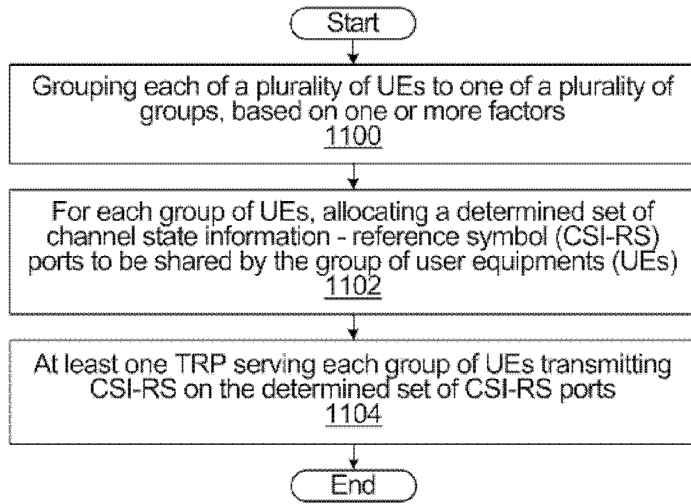 Start
Grouping each of a plurality of UEs to one of a plurality of
groups, based on one or more factors
1100
For each group of UEs, allocating a determined set of
channel state information - reference symbol (CSI-RS)
ports to be shared by the group of user equipments (UEs)
1102
At least one TRP serving each group of UEs transmitting
CSI-RS on the determined set of CSI-RS ports
1104
End